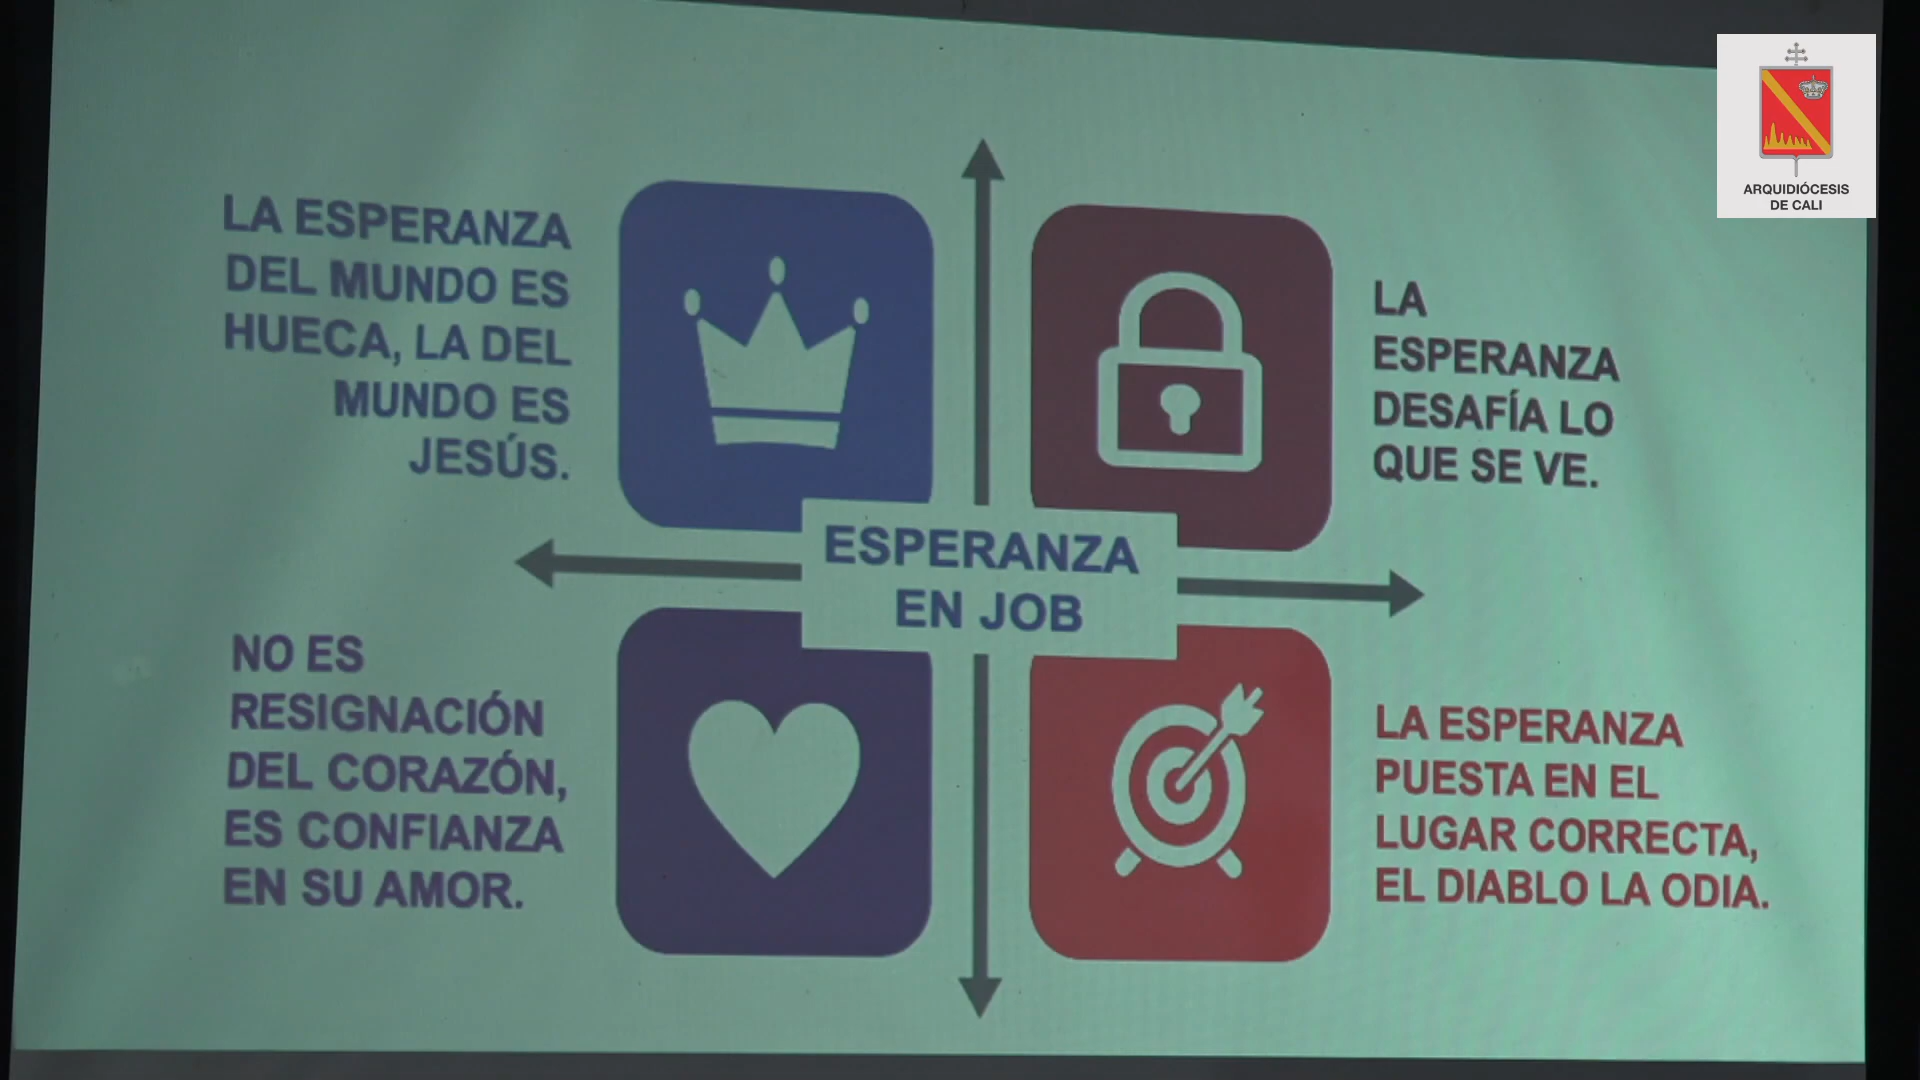 ARQUIDIÓCESIS
DE CALI
LA ESPERANZA
DEL MUNDO ES
HUECA, LA DEL
MUNDO ES
JESÚS.
LA
ESPERANZA
DESAFÍA LO
QUE SE VE.
ESPERANZA
EN JOB
NO ES
RESIGNACIÓN
DEL CORAZÓN,
ES CONFIANZA
EN SU AMOR.
LA ESPERANZA
PUESTA EN EL
LUGAR CORRECTA,
EL DIABLO LA ODIA.